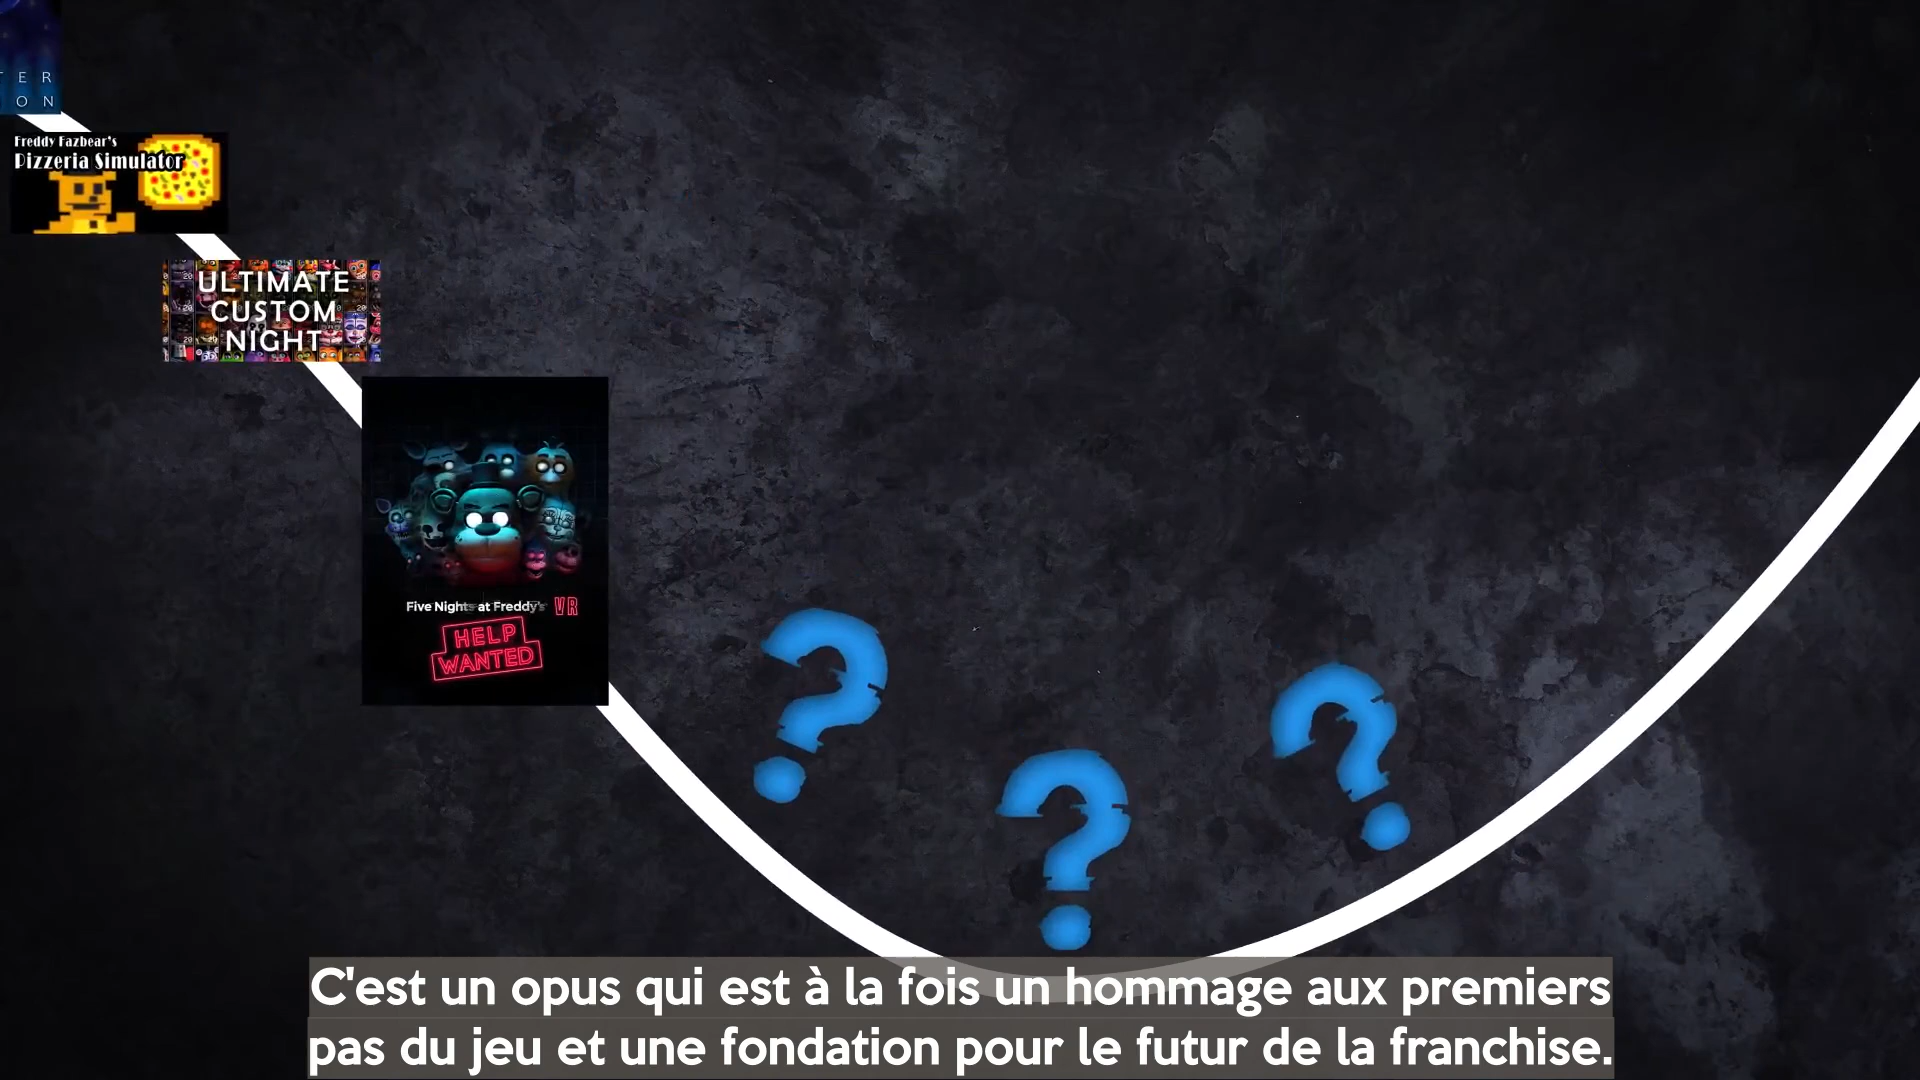 T E R
O N
Freddy Fazbear's
Pizzeria Simulator
ULTIMATE
CUSTOM
NIGHT
Five Nights at Freddy's VR
HELP
WANTED
? ? ?
C'est un opus qui est à la fois un hommage aux premiers
pas du jeu et une fondation pour le futur de la franchise.